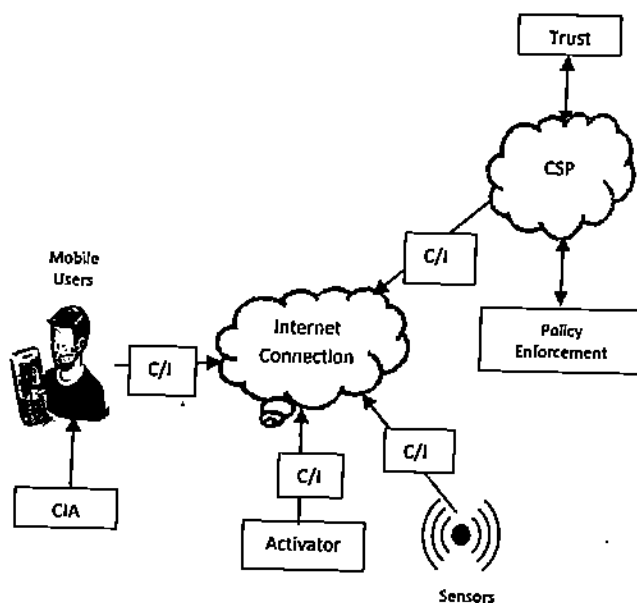 Trust
CSP
C/I
Mobile
Users
Internet
Connection
Policy
Enforcement
C/I
C/I
C/I
CIA
Activator
Sensors